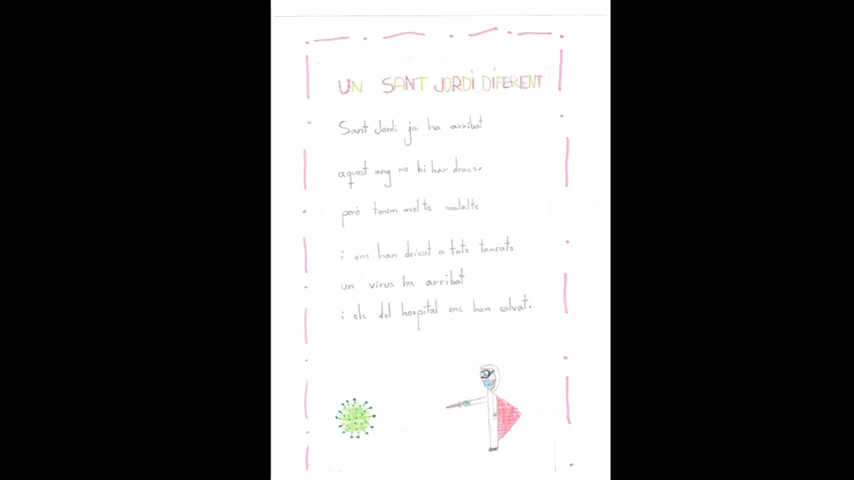 UN SANT JORDI DIFERENT
Sant Jordi ja ha arribat
aquest any no hi har dracs.
però tenim molts malalts
i ens han deixat a tots tancats
un virus ha arribat
i els del hospital ens han salvat.